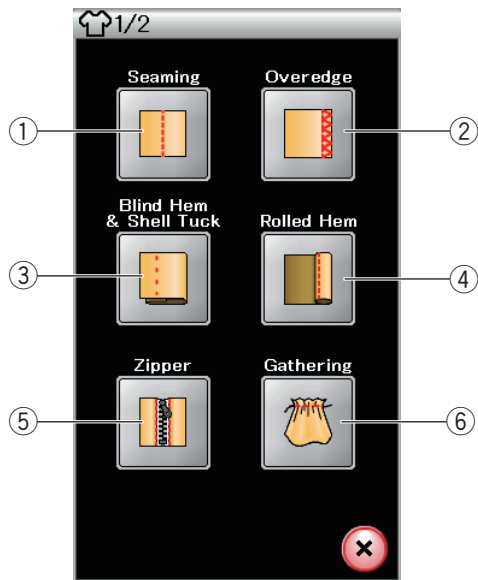 1/2
Seaming
Overedge
① ②
Blind Hem
& Shell Tuck
Rolled Hem
③ ④
Zipper
Gathering
⑤ ⑥